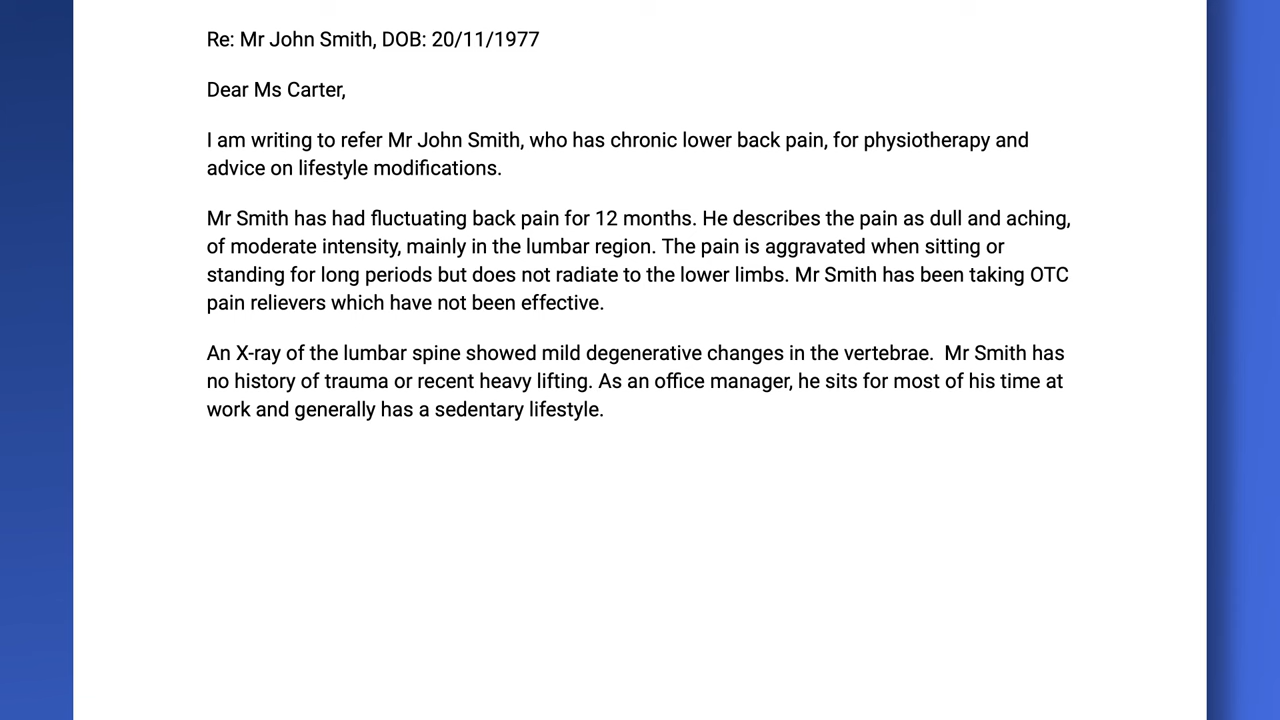 Re: Mr John Smith, DOB: 20/11/1977
Dear Ms Carter,
I am writing to refer Mr John Smith, who has chronic lower back pain, for physiotherapy and
advice on lifestyle modifications.
Mr Smith has had fluctuating back pain for 12 months. He describes the pain as dull and aching,
of moderate intensity, mainly in the lumbar region. The pain is aggravated when sitting or
standing for long periods but does not radiate to the lower limbs. Mr Smith has been taking OTC
pain relievers which have not been effective.
An X-ray of the lumbar spine showed mild degenerative changes in the vertebrae.  Mr Smith has
no history of trauma or recent heavy lifting. As an office manager, he sits for most of his time at
work and generally has a sedentary lifestyle.